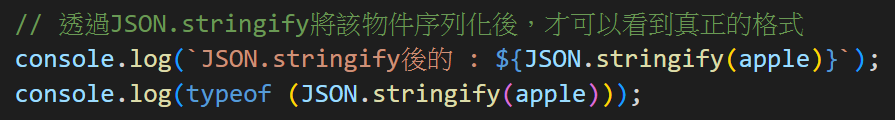 // 透過JSON.stringify將該物件序列化後，才可以看到真正的格式
console.log(`JSON.stringify後的 : ${JSON.stringify(apple)}`);
console.log(typeof (JSON.stringify(apple)));